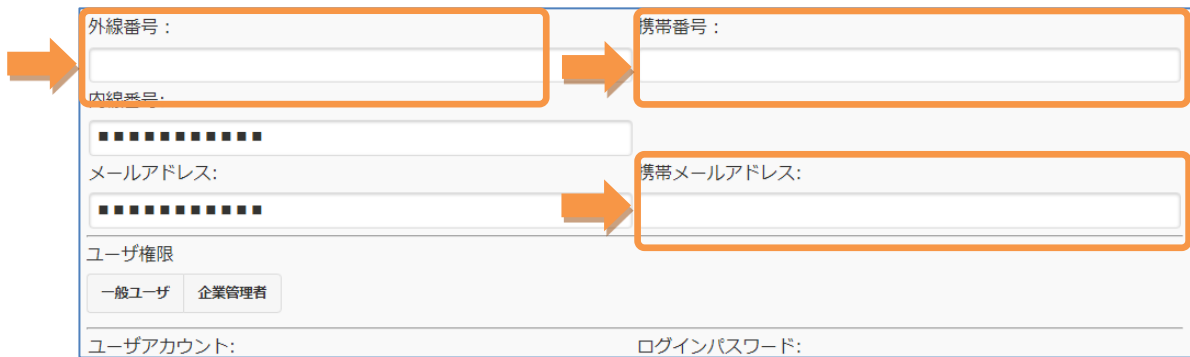 外線番号： 携帯番号：
内線番号:
■■■■■■■■■■■
メールアドレス: 携帯メールアドレス:
■■■■■■■■■■■
ユーザ権限
一般ユーザ 企業管理者
ユーザアカウント: ログインパスワード: